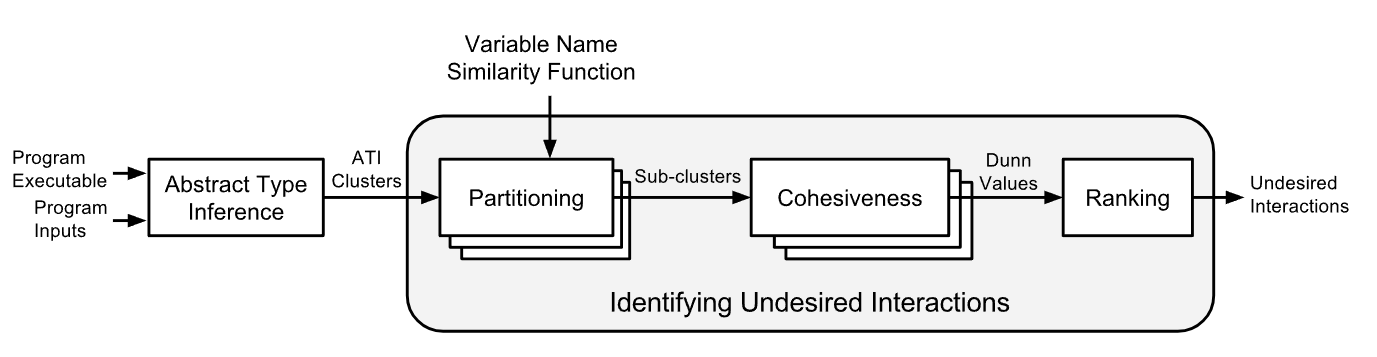 Variable Name
Similarity Function
Program
Executable
Program
Inputs
Abstract Type
Inference
ATI
Clusters
Partitioning
Sub-clusters
Cohesiveness
Dunn
Values
Ranking
Undesired
Interactions
Identifying Undesired Interactions